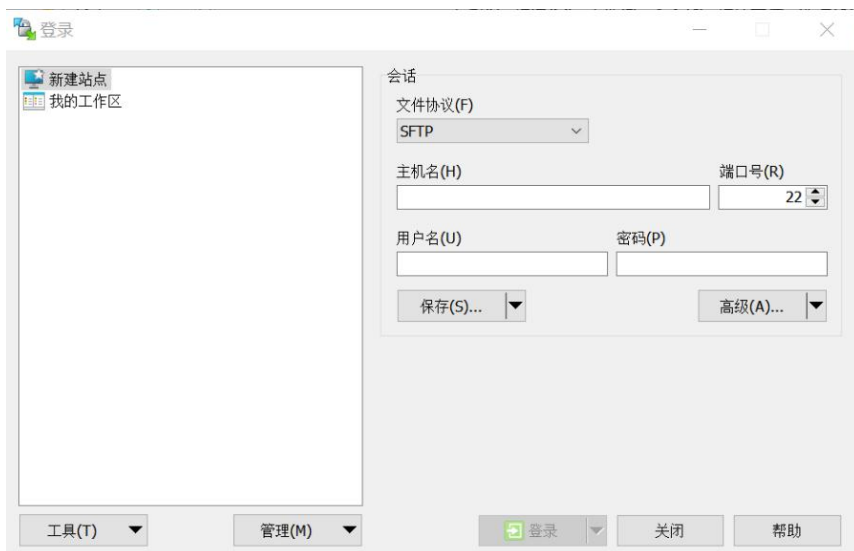 登录
新建站点
我的工作区
会话
文件协议(F)
SFTP
主机名(H) 端口号(R)
22
用户名(U) 密码(P)
保存(S)... 高级(A)...
工具(T) 管理(M) 登录 关闭 帮助